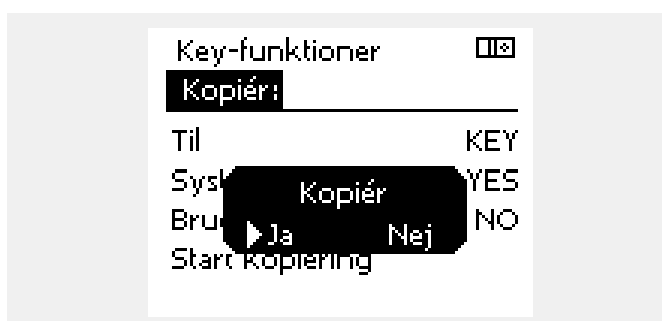 Key-funktioner
Kopiér:
Til KEY
YES
Kopiér
NO
Ja Nej
Start Kopiering